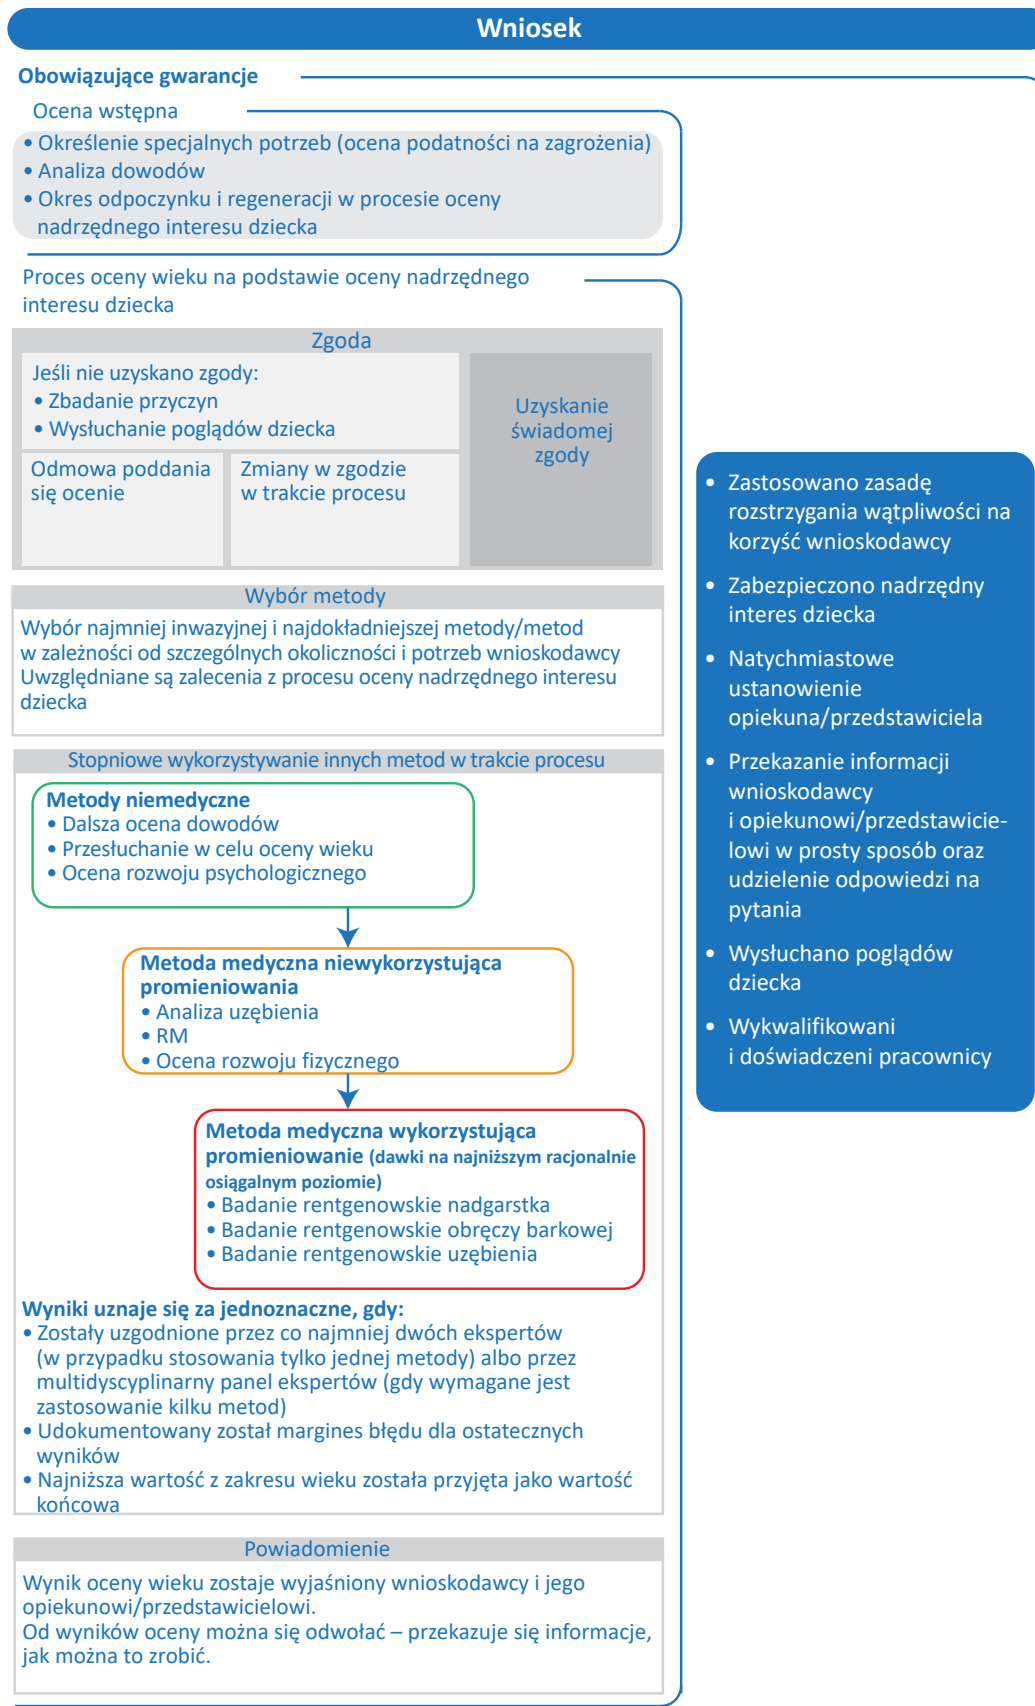 Wniosek
Obowiązujące gwarancje
Ocena wstępna
• Określenie specjalnych potrzeb (ocena podatności na zagrożenia)
• Analiza dowodów
• Okres odpoczynku i regeneracji w procesie oceny
nadrzędnego interesu dziecka
Proces oceny wieku na podstawie oceny nadrzędnego
interesu dziecka
Zgoda
Jeśli nie uzyskano zgody:
• Zbadanie przyczyn
• Wysłuchanie poglądów dziecka
Odmowa poddania
się ocenie
Zmiany w zgodzie
w trakcie procesu
Uzyskanie
świadomej
zgody
Wybór metody
Wybór najmniej inwazyjnej i najdokładniejszej metody/metod
w zależności od szczególnych okoliczności i potrzeb wnioskodawcy
Uwzględniane są zalecenia z procesu oceny nadrzędnego interesu
dziecka
Stopniowe wykorzystywanie innych metod w trakcie procesu
Metody niemedyczne
• Dalsza ocena dowodów
• Przesłuchanie w celu oceny wieku
• Ocena rozwoju psychologicznego
Metoda medyczna niewykorzystująca
promieniowania
• Analiza uzębienia
• RM
• Ocena rozwoju fizycznego
Metoda medyczna wykorzystująca
promieniowanie (dawki na najniższym racjonalnie
osiągalnym poziomie)
• Badanie rentgenowskie nadgarstka
• Badanie rentgenowskie obręczy barkowej
• Badanie rentgenowskie uzębienia
Wyniki uznaje się za jednoznaczne, gdy:
• Zostały uzgodnione przez co najmniej dwóch ekspertów
(w przypadku stosowania tylko jednej metody) albo przez
multidyscyplinarny panel ekspertów (gdy wymagane jest
zastosowanie kilku metod)
• Udokumentowany został margines błędu dla ostatecznych
wyników
• Najniższa wartość z zakresu wieku została przyjęta jako wartość
końcowa
Powiadomienie
Wynik oceny wieku zostaje wyjaśniony wnioskodawcy i jego
opiekunowi/przedstawicielowi.
Od wyników oceny można się odwołać – przekazuje się informacje,
jak można to zrobić.
• Zastosowano zasadę
rozstrzygania wątpliwości na
korzyść wnioskodawcy
• Zabezpieczono nadrzędny
interes dziecka
• Natychmiastowe
ustanowienie
opiekuna/przedstawiciela
• Przekazanie informacji
wnioskodawcy
i opiekunowi/przedstawicie-
lowi w prosty sposób oraz
udzielenie odpowiedzi na
pytania
• Wysłuchano poglądów
dziecka
• Wykwalifikowani
i doświadczeni pracownicy